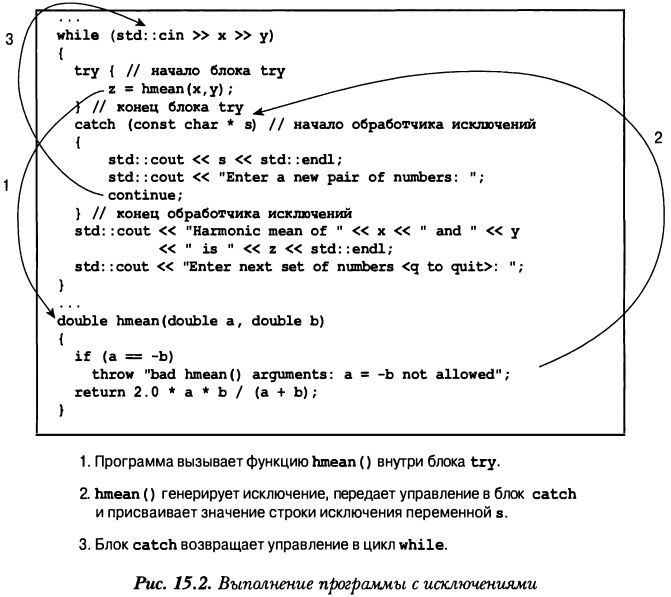 ...
3
while (std::cin >> x >> y)
{
try { // начало блока try
z = hmean(x,y);
} // конец блока try
catch (const char * s) // начало обработчика исключений
{
2
std::cout << s << std::endl;
std::cout << "Enter a new pair of numbers: ";
1
continue;
} // конец обработчика исключений
std::cout << "Harmonic mean of " << x << " and " << y
<< " is " << z << std::endl;
std::cout << "Enter next set of numbers <q to quit>: ";
}
...
double hmean(double a, double b)
{
if (a == -b)
throw "bad hmean() arguments: a = -b not allowed";
return 2.0 * a * b / (a + b);
}
1. Программа вызывает функцию hmean() внутри блока try.
2. hmean() генерирует исключение, передает управление в блок catch
и присваивает значение строки исключения переменной s.
3. Блок catch возвращает управление в цикл while.
Рис. 15.2. Выполнение программы с исключениями